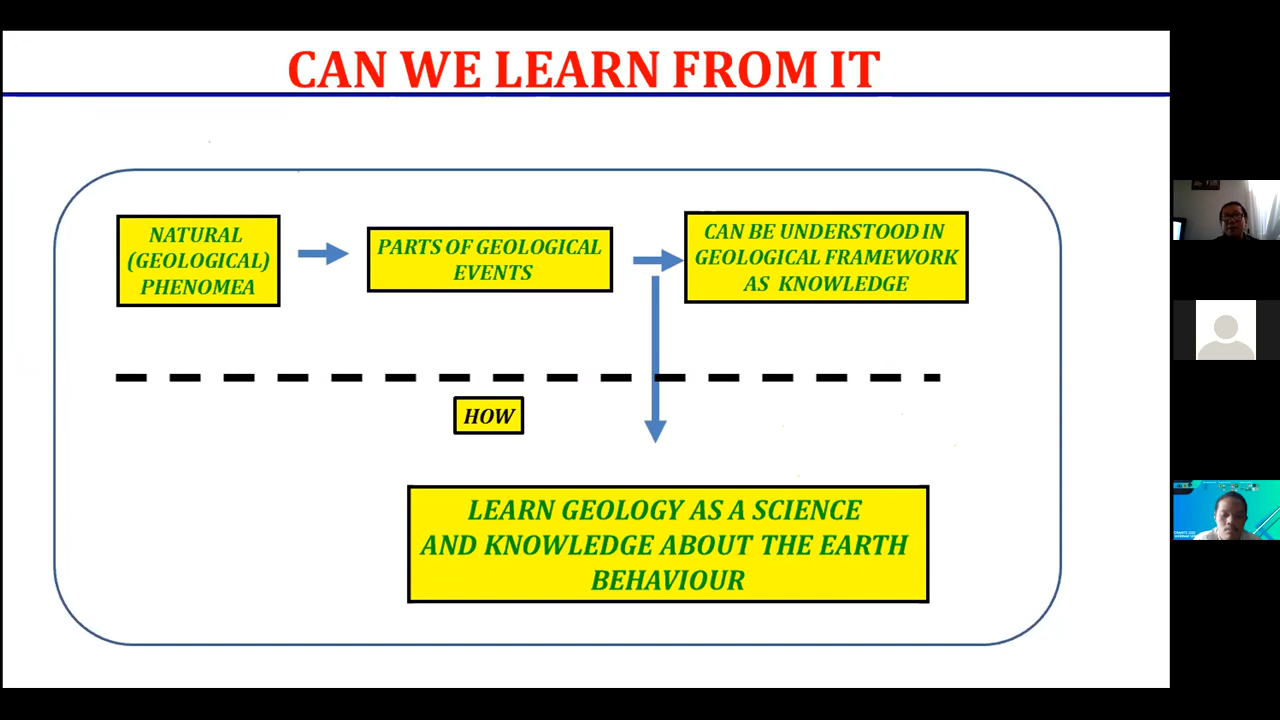 CAN WE LEARN FROM IT
NATURAL
(GEOLOGICAL)
PHENOMEA
PARTS OF GEOLOGICAL
EVENTS
CAN BE UNDERSTOOD IN
GEOLOGICAL FRAMEWORK
AS KNOWLEDGE
HOW
LEARN GEOLOGY AS A SCIENCE
AND KNOWLEDGE ABOUT THE EARTH
BEHAVIOUR